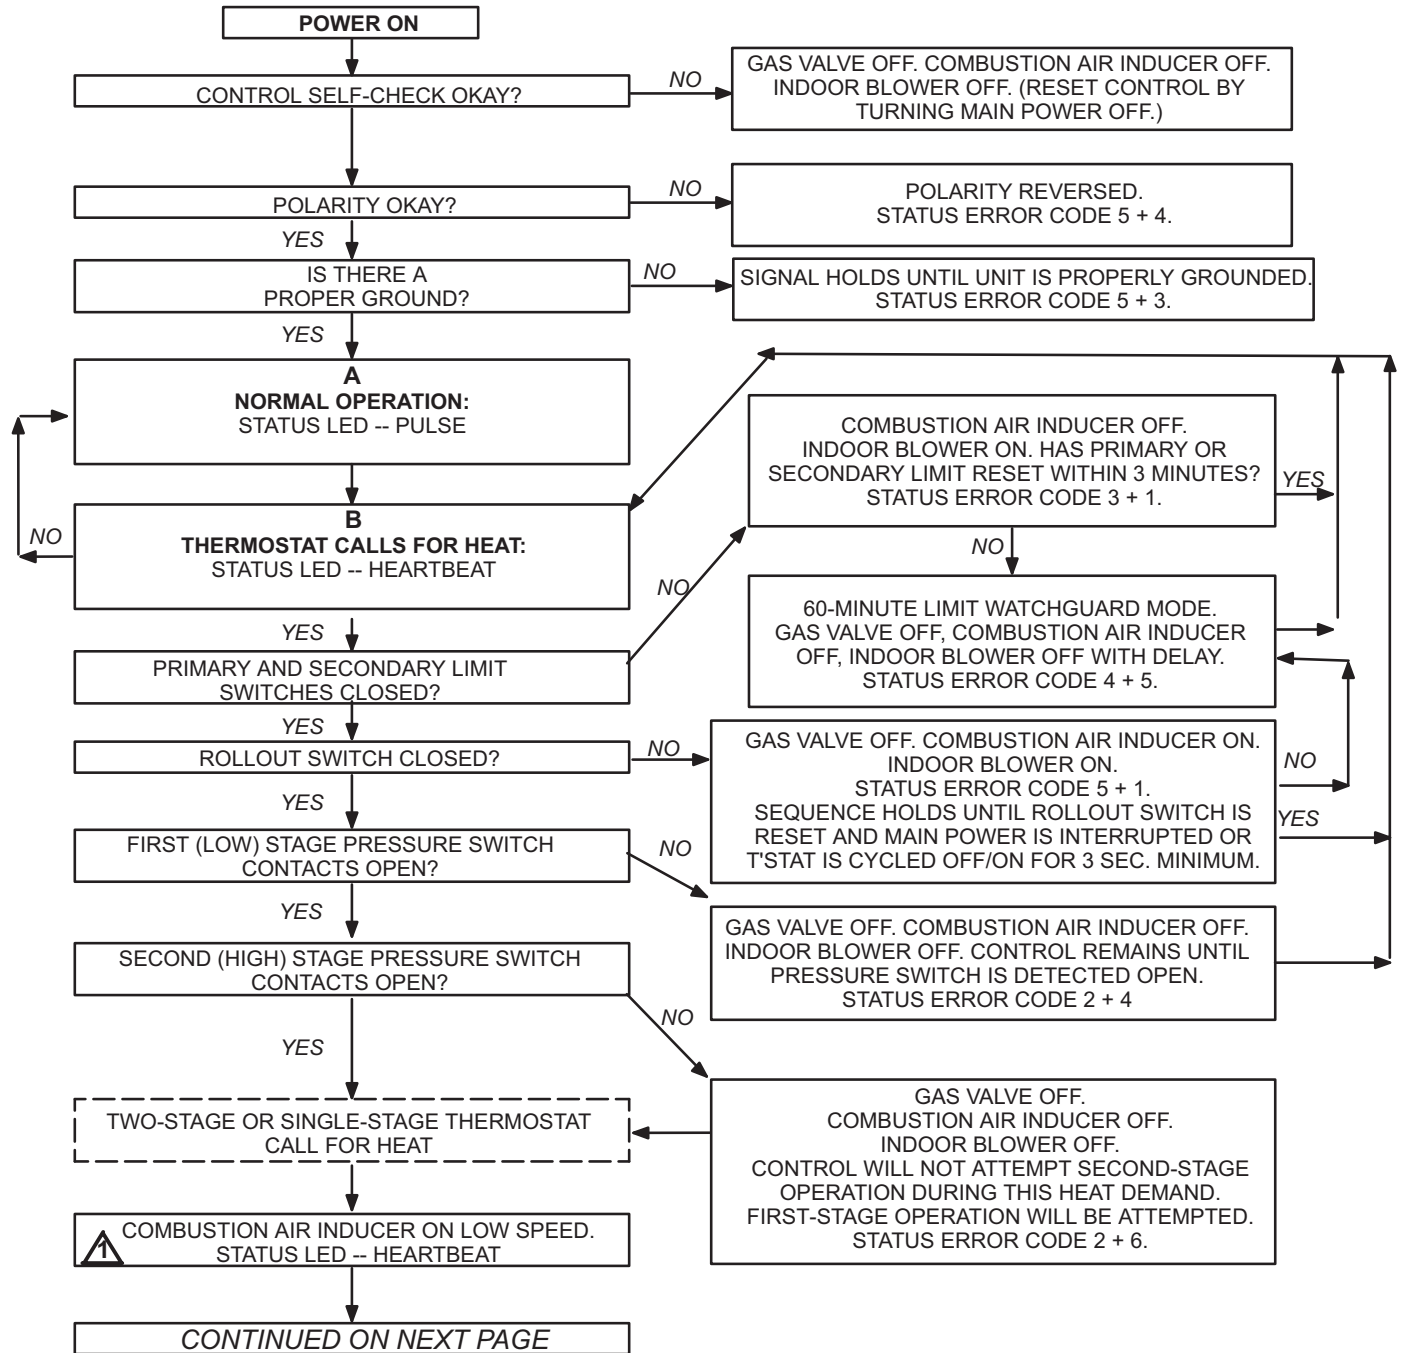 POWER ON
CONTROL SELF-CHECK OKAY?
NO
GAS VALVE OFF. COMBUSTION AIR INDUCER OFF.
INDOOR BLOWER OFF. (RESET CONTROL BY
TURNING MAIN POWER OFF.)
POLARITY OKAY?
NO
POLARITY REVERSED.
STATUS ERROR CODE 5 + 4.
YES
IS THERE A
PROPER GROUND?
NO
SIGNAL HOLDS UNTIL UNIT IS PROPERLY GROUNDED.
STATUS ERROR CODE 5 + 3.
YES
A
NORMAL OPERATION:
STATUS LED -- PULSE
B
THERMOSTAT CALLS FOR HEAT:
STATUS LED -- HEARTBEAT
NO
COMBUSTION AIR INDUCER OFF.
INDOOR BLOWER ON. HAS PRIMARY OR
SECONDARY LIMIT RESET WITHIN 3 MINUTES?
STATUS ERROR CODE 3 + 1.
YES
NO
NO
60-MINUTE LIMIT WATCHGUARD MODE.
GAS VALVE OFF, COMBUSTION AIR INDUCER
OFF, INDOOR BLOWER OFF WITH DELAY.
STATUS ERROR CODE 4 + 5.
YES
PRIMARY AND SECONDARY LIMIT
SWITCHES CLOSED?
YES
ROLLOUT SWITCH CLOSED?
NO
GAS VALVE OFF. COMBUSTION AIR INDUCER ON.
INDOOR BLOWER ON.
STATUS ERROR CODE 5 + 1.
SEQUENCE HOLDS UNTIL ROLLOUT SWITCH IS
RESET AND MAIN POWER IS INTERRUPTED OR
T'STAT IS CYCLED OFF/ON FOR 3 SEC. MINIMUM.
NO
YES
YES
FIRST (LOW) STAGE PRESSURE SWITCH
CONTACTS OPEN?
NO
GAS VALVE OFF. COMBUSTION AIR INDUCER OFF.
INDOOR BLOWER OFF. CONTROL REMAINS UNTIL
PRESSURE SWITCH IS DETECTED OPEN.
STATUS ERROR CODE 2 + 4
YES
SECOND (HIGH) STAGE PRESSURE SWITCH
CONTACTS OPEN?
NO
YES
GAS VALVE OFF.
COMBUSTION AIR INDUCER OFF.
INDOOR BLOWER OFF.
CONTROL WILL NOT ATTEMPT SECOND-STAGE
OPERATION DURING THIS HEAT DEMAND.
FIRST-STAGE OPERATION WILL BE ATTEMPTED.
STATUS ERROR CODE 2 + 6.
TWO-STAGE OR SINGLE-STAGE THERMOSTAT
CALL FOR HEAT
1
COMBUSTION AIR INDUCER ON LOW SPEED.
STATUS LED -- HEARTBEAT
CONTINUED ON NEXT PAGE